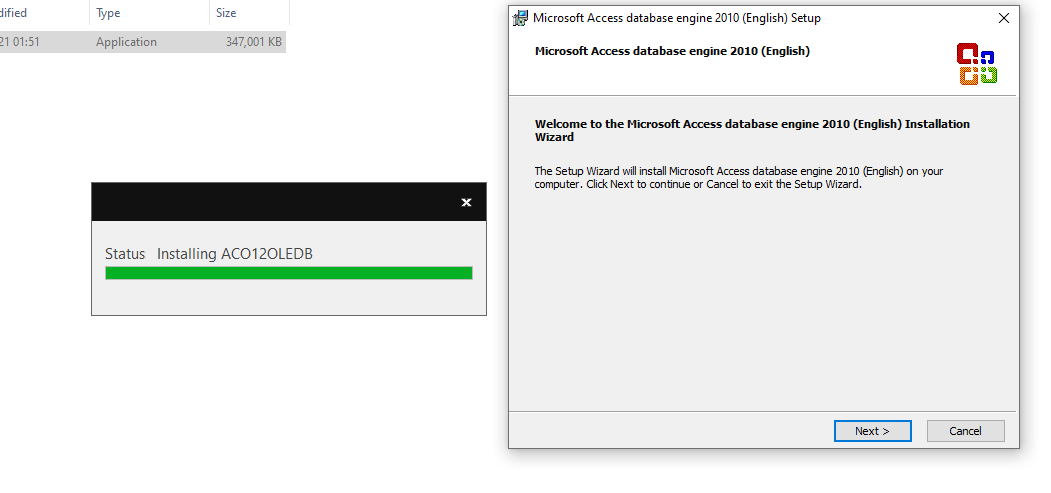 dified Type Size
21 01:51 Application 347,001 KB
Status Installing ACO12OLEDB
Microsoft Access database engine 2010 (English) Setup
Microsoft Access database engine 2010 (English)
Welcome to the Microsoft Access database engine 2010 (English) Installation
Wizard
The Setup Wizard will install Microsoft Access database engine 2010 (English) on your
computer. Click Next to continue or Cancel to exit the Setup Wizard.
Next >
Cancel